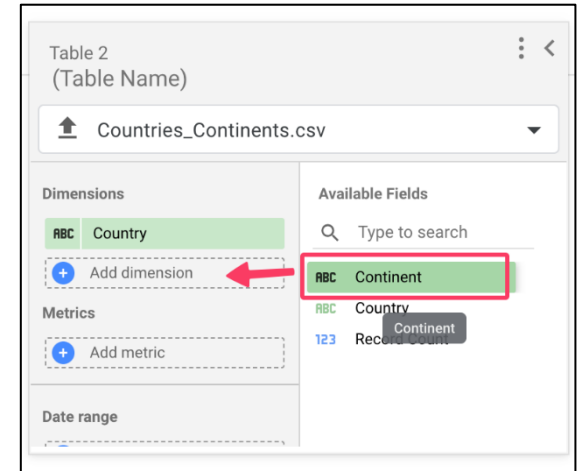 Table 2
(Table Name)
Countries_Continents.csv
Dimensions
ABC Country
Add dimension
Metrics
Add metric
Date range
Available Fields
Type to search
ABC Continent
ABC Country
Continent
123 Record Count